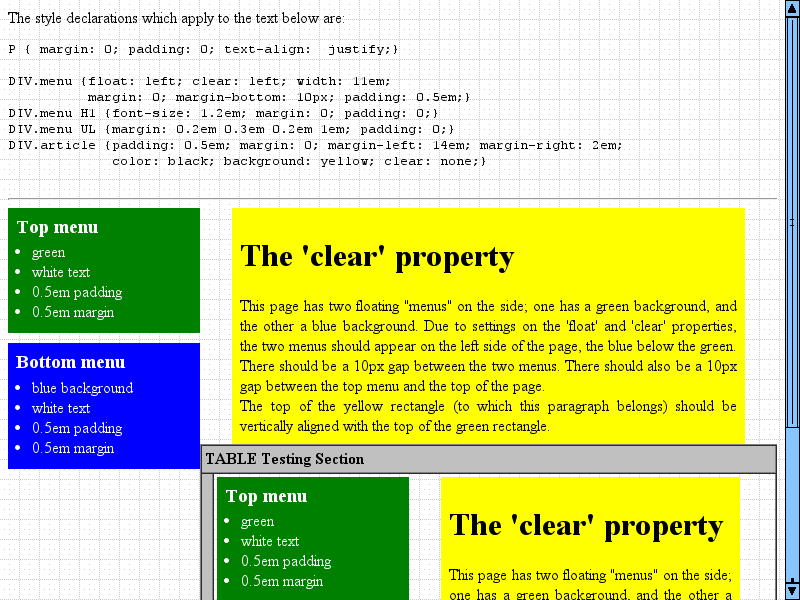 The style declarations which apply to the text below are:
P { margin: 0; padding: 0; text-align:  justify;}
DIV.menu {float: left; clear: left; width: 11em;
          margin: 0; margin-bottom: 10px; padding: 0.5em;}
DIV.menu H1 {font-size: 1.2em; margin: 0; padding: 0;}
DIV.menu UL {margin: 0.2em 0.3em 0.2em 1em; padding: 0;}
DIV.article {padding: 0.5em; margin: 0; margin-left: 14em; margin-right: 2em;
             color: black; background: yellow; clear: none;}
Top menu
green
white text
0.5em padding
0.5em margin
Bottom menu
blue background
white text
0.5em padding
0.5em margin
The 'clear' property
This page has two floating "menus" on the side; one has a green background, and
the other a blue background. Due to settings on the 'float' and 'clear' properties,
the two menus should appear on the left side of the page, the blue below the green.
There should be a 10px gap between the two menus. There should also be a 10px
gap between the top menu and the top of the page.
The top of the yellow rectangle (to which this paragraph belongs) should be
vertically aligned with the top of the green rectangle.
TABLE Testing Section
Top menu
green
white text
0.5em padding
0.5em margin
The 'clear' property
This page has two floating "menus" on the side;
one has a green background, and the other a